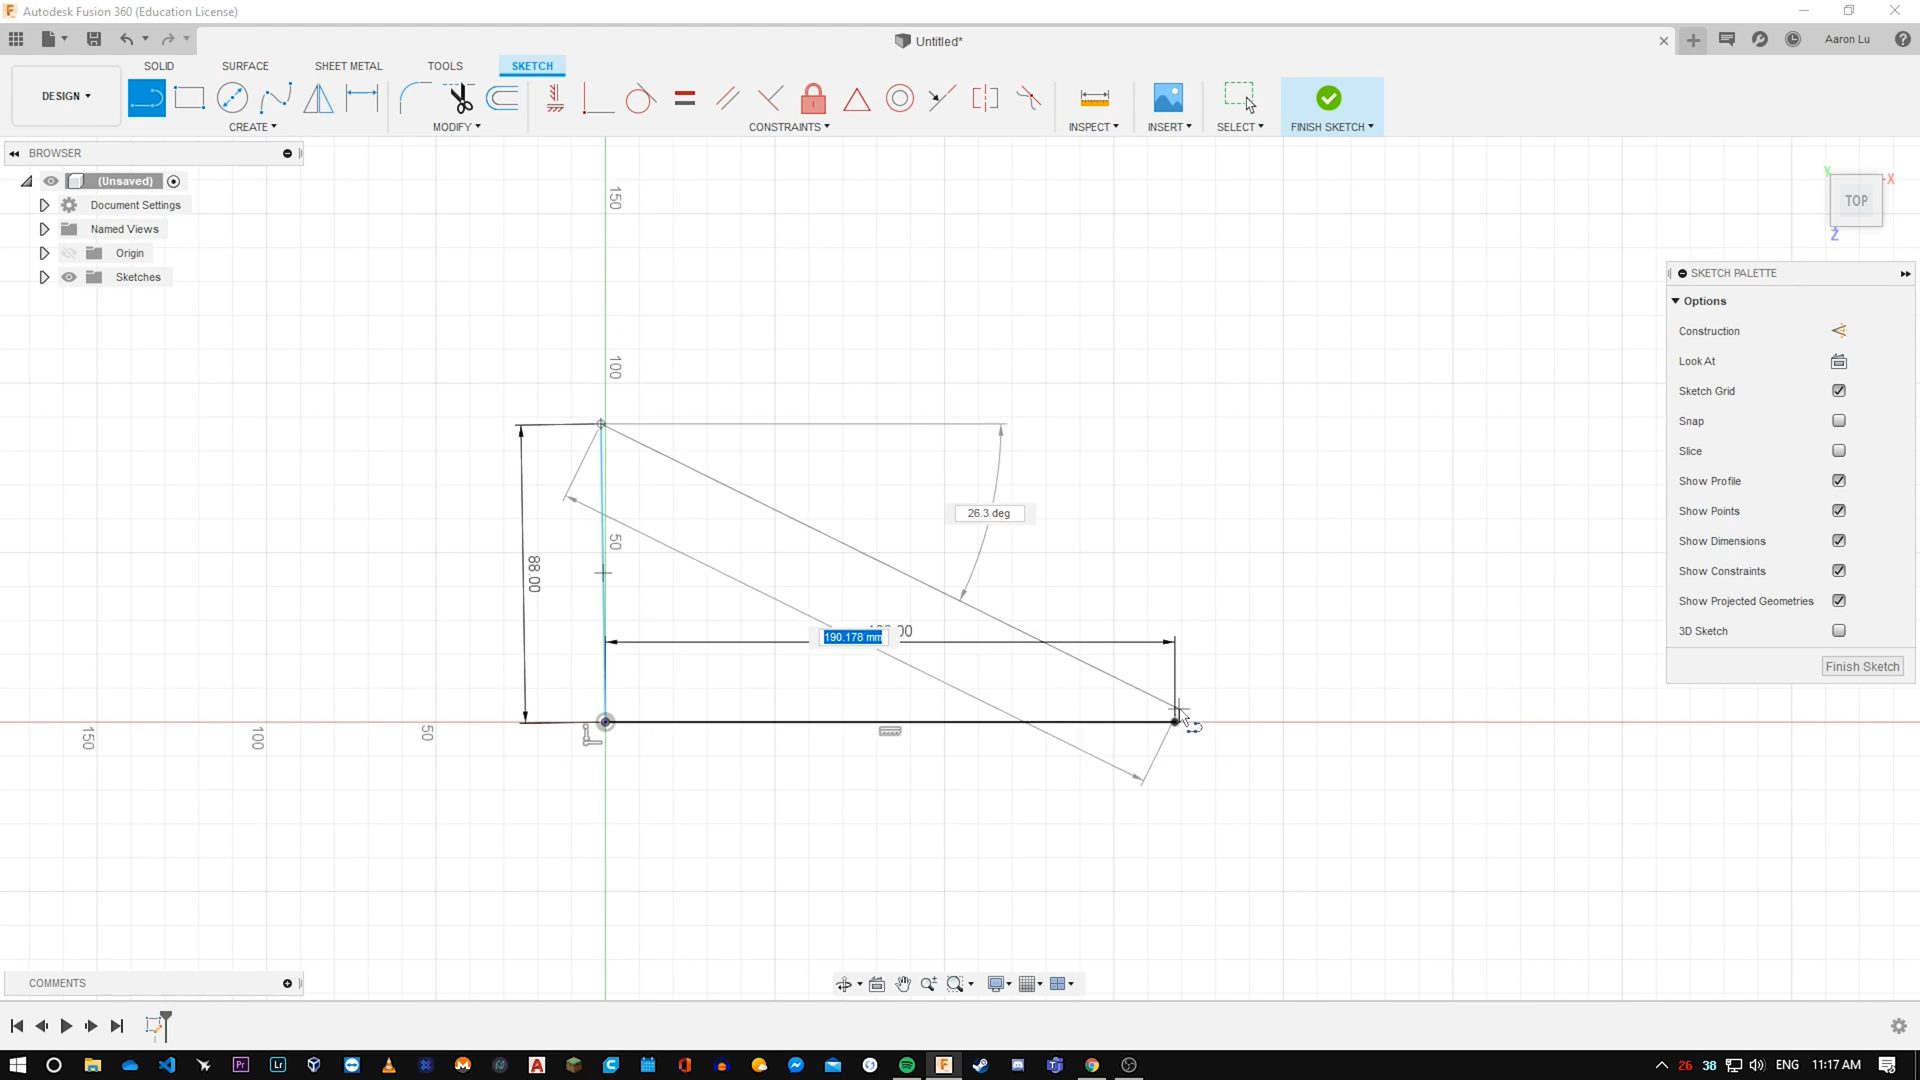 Autodesk Fusion 360 (Education License)
Untitled*
Aaron Lu
SOLID
SURFACE
SHEET METAL
TOOLS
SKETCH
DESIGN
CREATE
MODIFY
CONSTRAINTS
INSPECT
INSERT
SELECT
FINISH SKETCH
BROWSER
(Unsaved)
Document Settings
Named Views
Origin
Sketches
150
100
50
88.00
26.3 deg
190.178 mm
150
100
50
TOP
X
Y
Z
SKETCH PALETTE
Options
Construction
Look At
Sketch Grid
Snap
Slice
Show Profile
Show Points
Show Dimensions
Show Constraints
Show Projected Geometries
3D Sketch
Finish Sketch
COMMENTS
26 38 ENG 11:17 AM